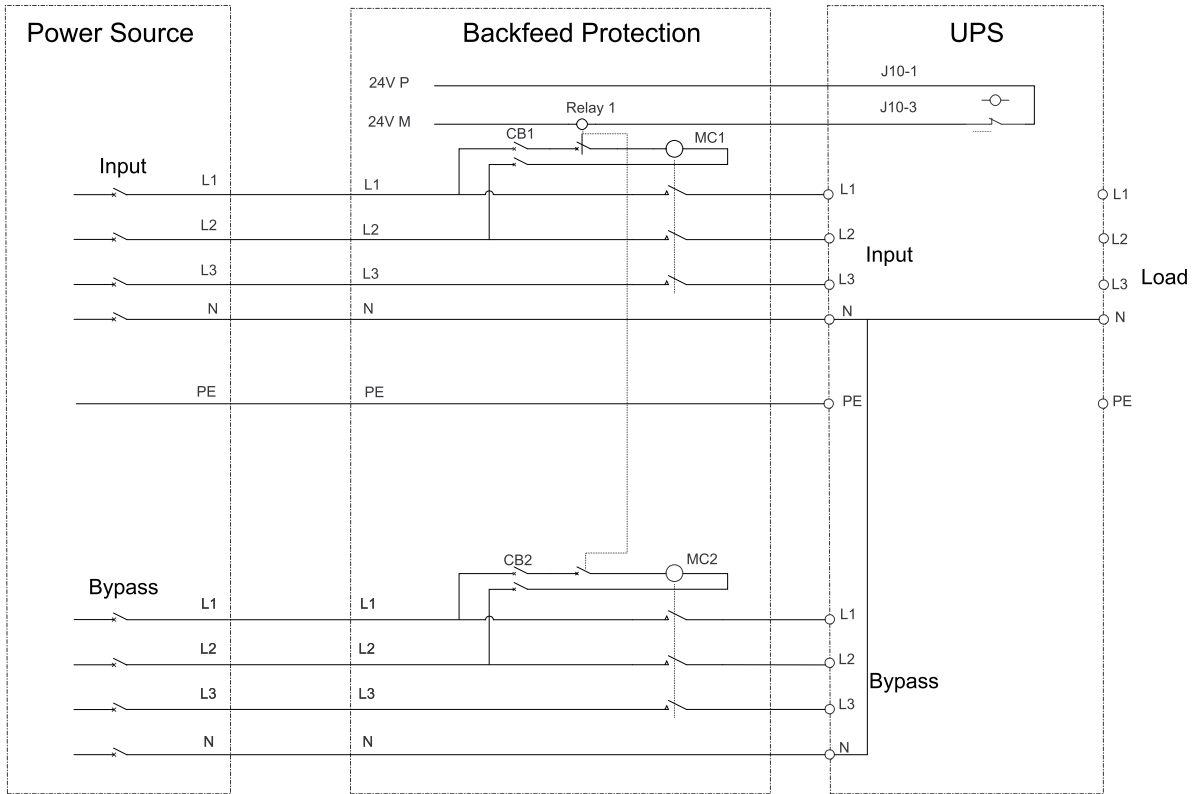 Power Source
Backfeed Protection
UPS
24V P
J10-1
24V M
Relay 1
J10-3
CB1
MC1
Input
L1
L1
L1
L1
L2
L2
L2
L2
Input
L3
L3
L3
L3
Load
N
N
N
N
PE
PE
PE
PE
CB2
MC2
Bypass
L1
L1
L1
L2
L2
L2
Bypass
L3
L3
L3
N
N
N